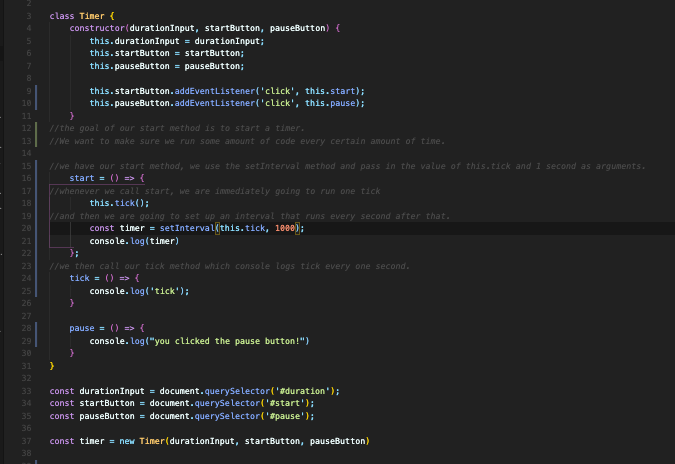 2
3 class Timer {
4 constructor(durationInput, startButton, pauseButton) {
5 this.durationInput = durationInput;
6 this.startButton = startButton;
7 this.pauseButton = pauseButton;
8
9 this.startButton.addEventListener('click', this.start);
10 this.pauseButton.addEventListener('click', this.pause);
11 }
12 //the goal of our start method is to start a timer.
13 //We want to make sure we run some amount of code every certain amount of time.
14
15 //we have our start method, we use the setInterval method and pass in the value of this.tick and 1 second as arguments.
16 start = () => {
17 //whenever we call start, we are immediately going to run one tick
18 this.tick();
19 //and then we are going to set up an interval that runs every second after that.
20 const timer = setInterval(this.tick, 1000);
21 console.log(timer)
22 };
23 //we then call our tick method which console logs tick every one second.
24 tick = () => {
25 console.log('tick');
26 }
27
28 pause = () => {
29 console.log("you clicked the pause button!")
30 }
31 }
32
33 const durationInput = document.querySelector('#duration');
34 const startButton = document.querySelector('#start');
35 const pauseButton = document.querySelector('#pause');
36
37 const timer = new Timer(durationInput, startButton, pauseButton)
38